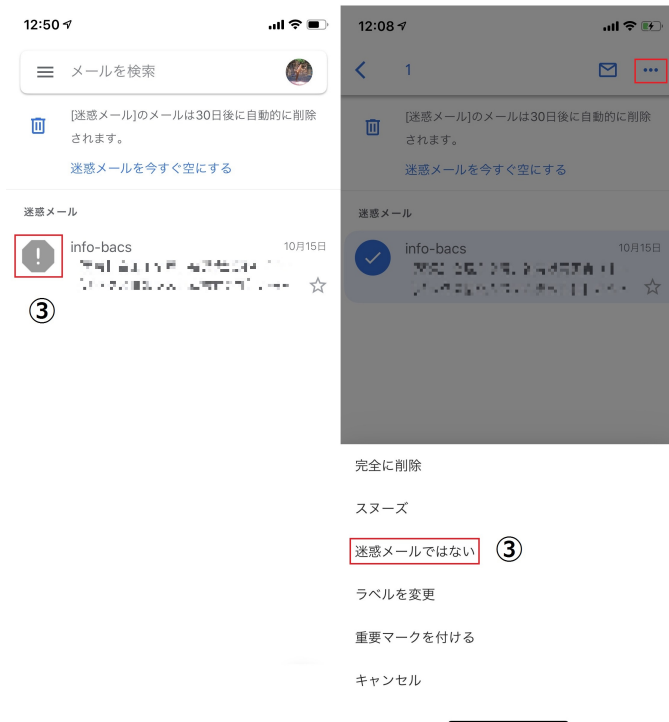 12:50
メールを検索
[迷惑メール]のメールは30日後に自動的に削除
されます。
迷惑メールを今すぐ空にする
迷惑メール
info-bacs
10月15日
③
12:08
1
[迷惑メール]のメールは30日後に自動的に削除
されます。
迷惑メールを今すぐ空にする
迷惑メール
info-bacs
10月15日
完全に削除
スヌーズ
迷惑メールではない
③
ラベルを変更
重要マークを付ける
キャンセル